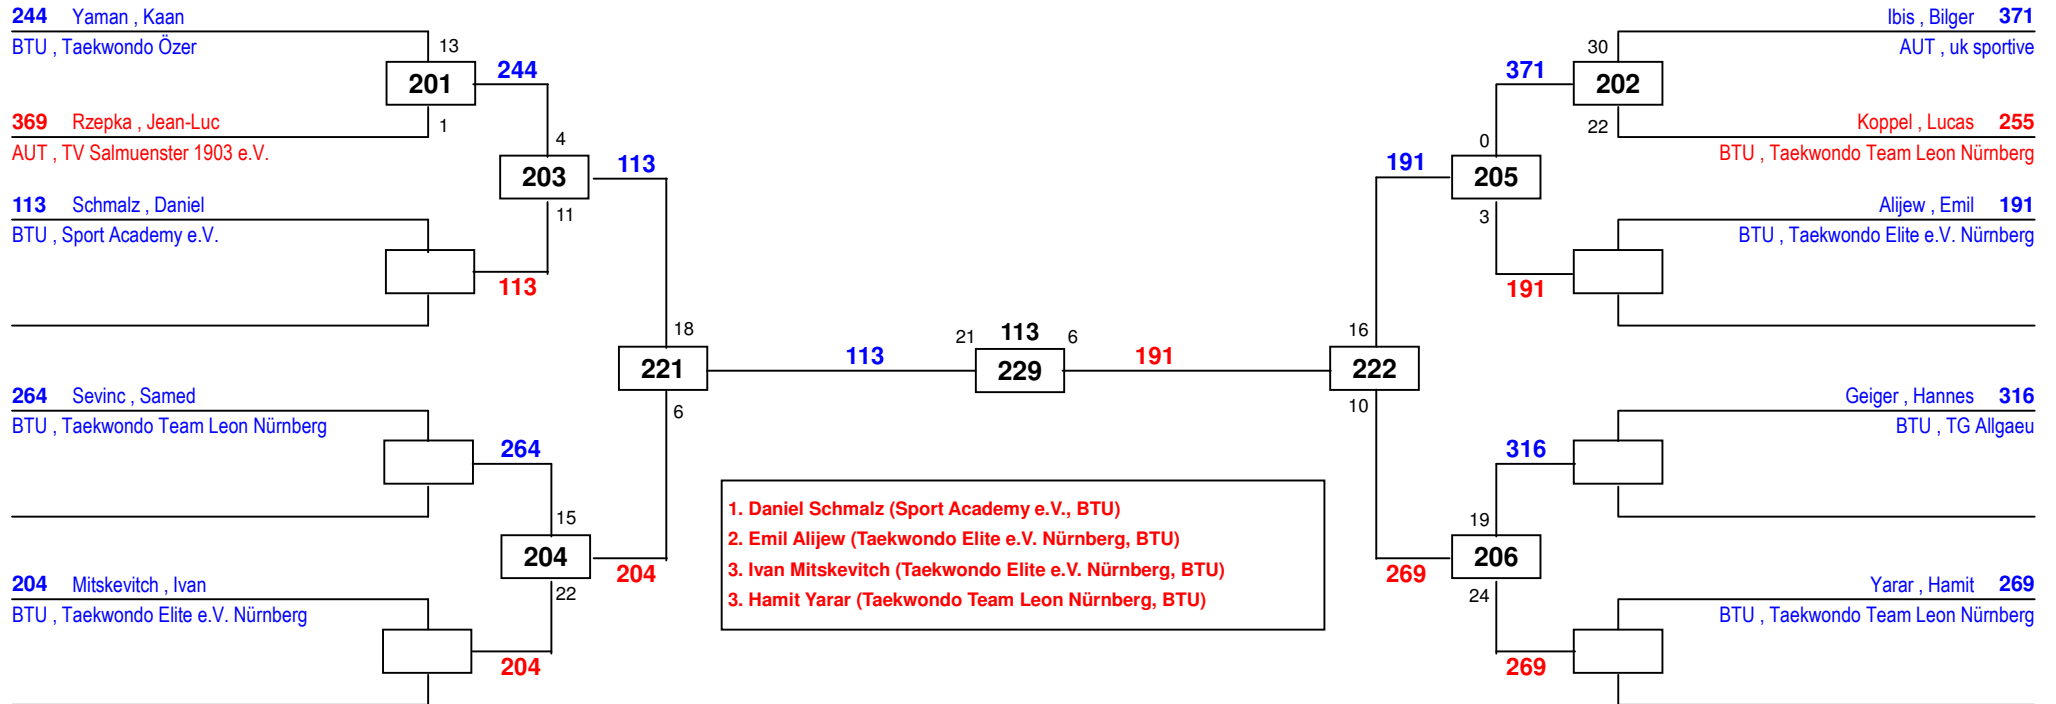 244 Yaman , Kaan
BTU , Taekwondo Özer
13
201
244
1
369 Rzepka , Jean-Luc
AUT , TV Salmuenster 1903 e.V.
4
203
113
11
113 Schmalz , Daniel
BTU , Sport Academy e.V.
113
18
221
113
6
264 Sevinc , Samed
BTU , Taekwondo Team Leon Nürnberg
264
15
204
204
22
204 Mitskevitch , Ivan
BTU , Taekwondo Elite e.V. Nürnberg
204
21 113 6
229
191
1. Daniel Schmalz (Sport Academy e.V., BTU)
2. Emil Alijew (Taekwondo Elite e.V. Nürnberg, BTU)
3. Ivan Mitskevitch (Taekwondo Elite e.V. Nürnberg, BTU)
3. Hamit Yarar (Taekwondo Team Leon Nürnberg, BTU)
Ibis , Bilger 371
AUT , uk sportive
30
371
202
22
Koppel , Lucas 255
BTU , Taekwondo Team Leon Nürnberg
0
191
205
3
Alijew , Emil 191
BTU , Taekwondo Elite e.V. Nürnberg
191
16
222
10
Geiger , Hannes 316
BTU , TG Allgaeu
316
19
206
269
24
Yarar , Hamit 269
BTU , Taekwondo Team Leon Nürnberg
269